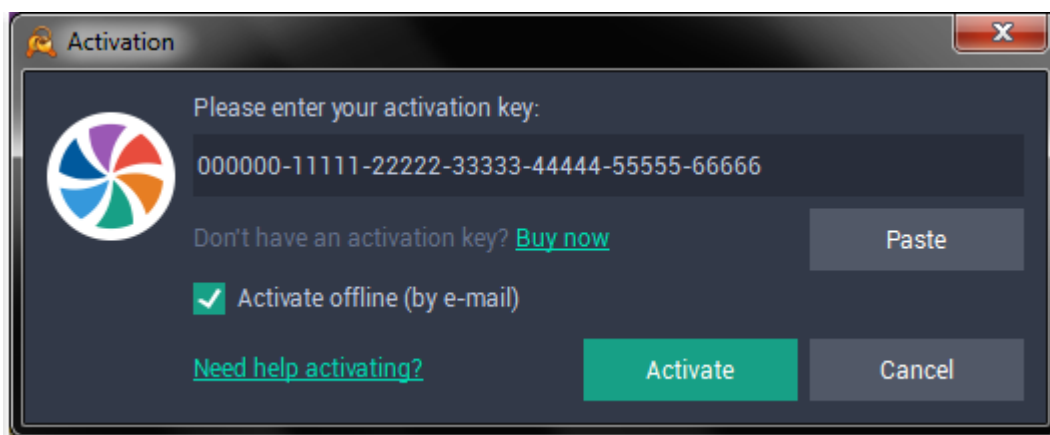 Activation
Please enter your activation key:
000000-11111-22222-33333-44444-55555-66666
Don't have an activation key? Buy now
Paste
Activate offline (by e-mail)
Need help activating?
Activate
Cancel